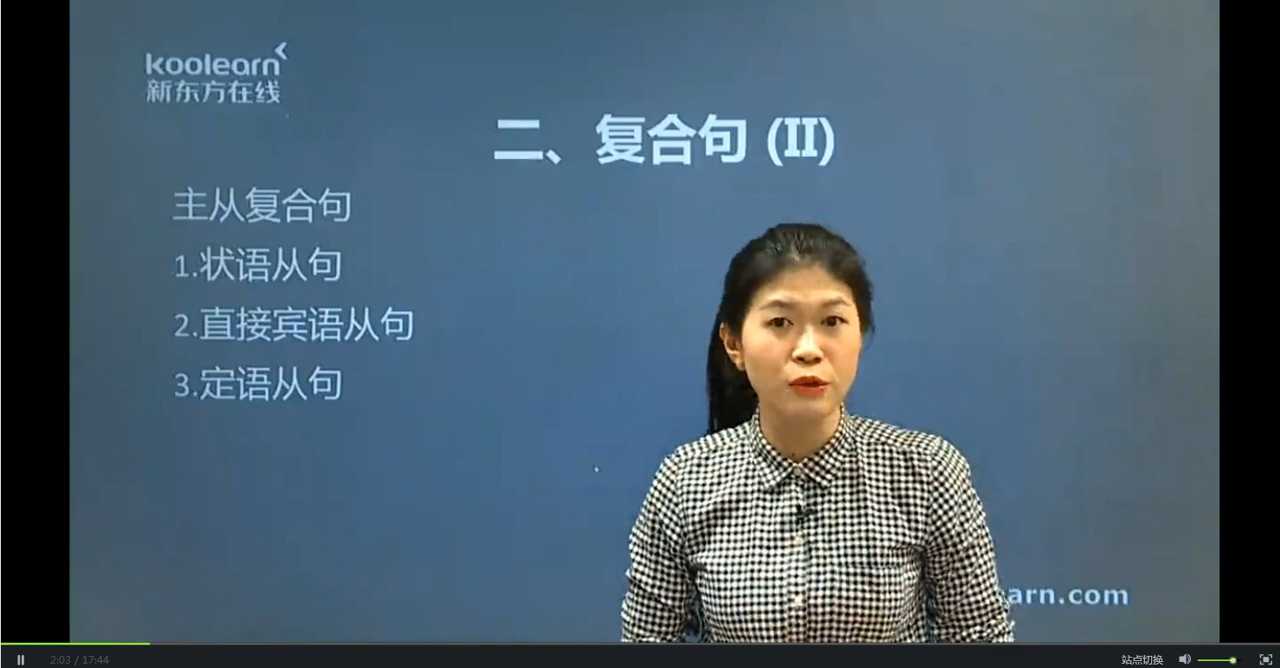 koolearn
新东方在线
二、复合句 (II)
主从复合句
1.状语从句
2.直接宾语从句
3.定语从句
arn.com
2:03 / 17:44
站点切换